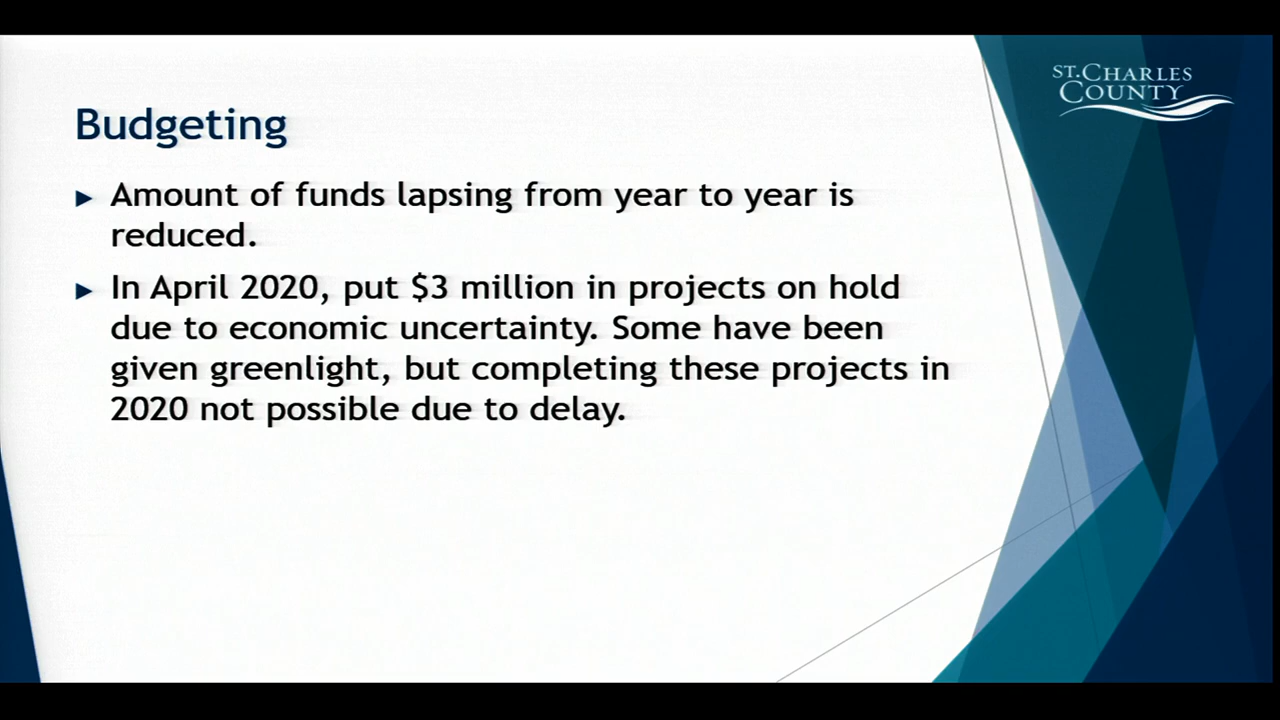 ST. CHARLES
COUNTY
Budgeting
Amount of funds lapsing from year to year is
reduced.
In April 2020, put $3 million in projects on hold
due to economic uncertainty. Some have been
given greenlight, but completing these projects in
2020 not possible due to delay.